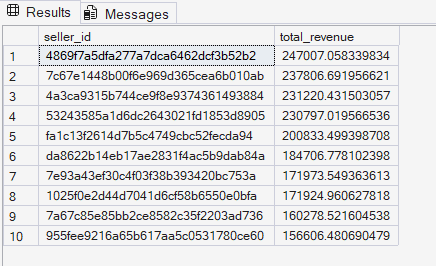 Results Messages
seller_id total_revenue
1 4869f7a5dfa277a7dca6462dcf3b52b2 247007.058339834
2 7c67e1448b00f6e969d365cea6b010ab 237806.691956621
3 4a3ca9315b744ce9f8e9374361493884 231220.431503057
4 53243585a1d6dc2643021fd1853d8905 230797.019566536
5 fa1c13f2614d7b5c4749cbc52fecda94 200833.499398708
6 da8622b14eb17ae2831f4ac5b9dab84a 184706.778102398
7 7e93a43ef30c4f03f38b393420bc753a 171973.549363613
8 1025f0e2d44d7041d6cf58b6550e0bfa 171924.960627818
9 7a67c85e85bb2ce8582c35f2203ad736 160278.521604538
10 955fee9216a65b617aa5c0531780ce60 156606.480690479